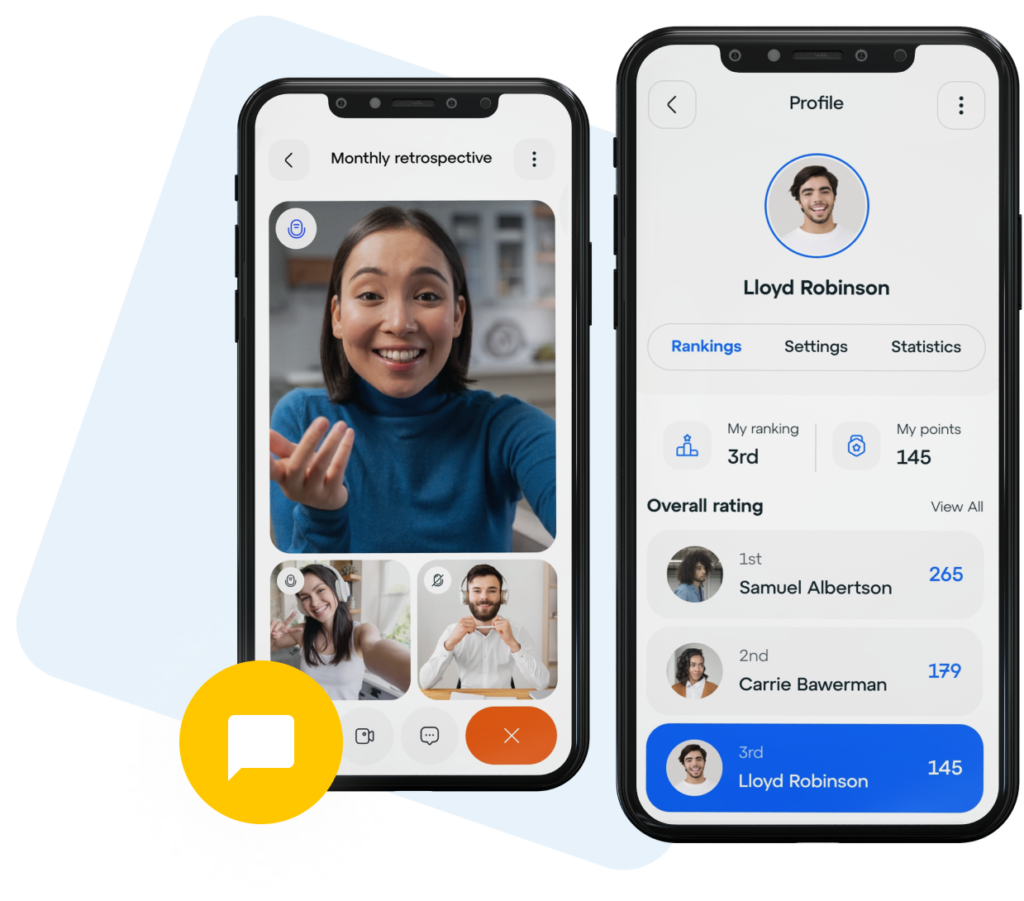 Monthly retrospective
Profile
Lloyd Robinson
Rankings Settings Statistics
My ranking
3rd
My points
145
Overall rating
View All
1st
Samuel Albertson
265
2nd
Carrie Bawerman
179
3rd
Lloyd Robinson
145